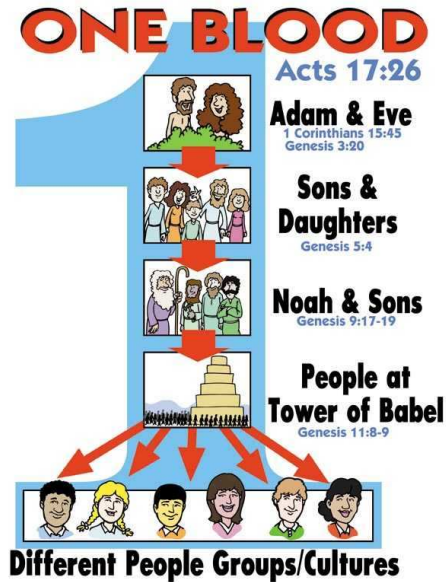 ONE BLOOD
Acts 17:26
Adam & Eve
1 Corinthians 15:45
Genesis 3:20
Sons &
Daughters
Genesis 5:4
Noah & Sons
Genesis 9:17-19
People at
Tower of Babel
Genesis 11:8-9
Different People Groups/Cultures